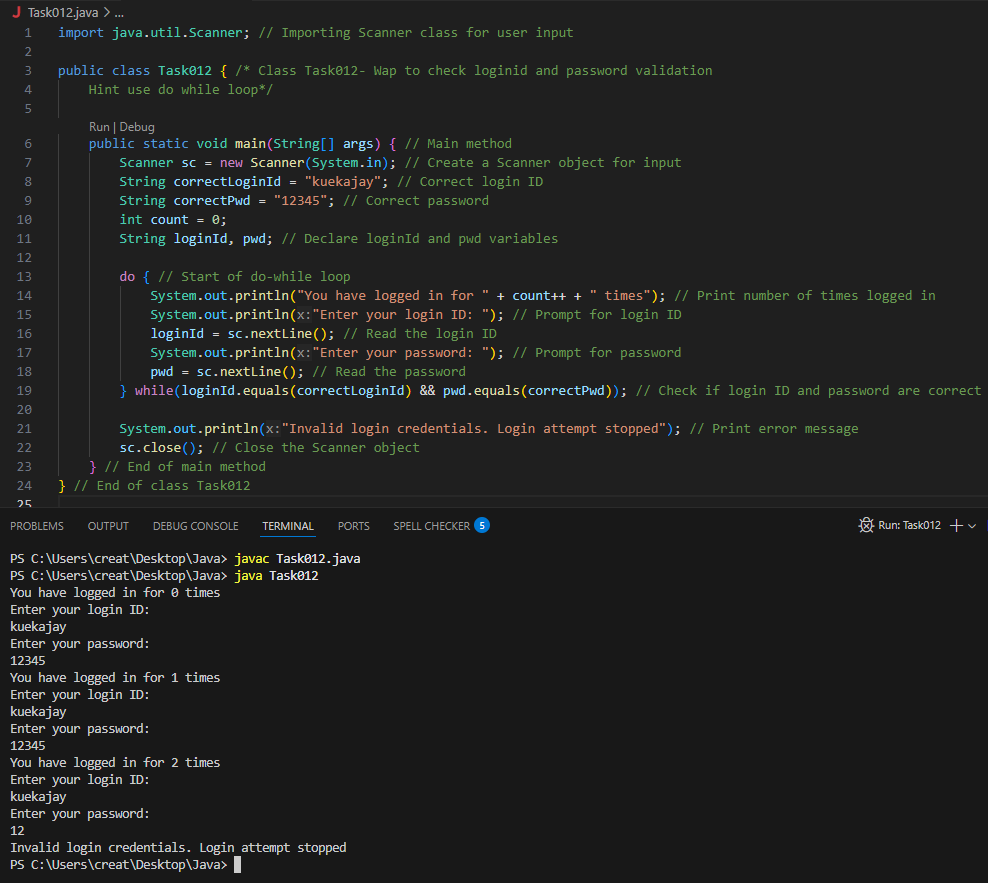 J Task012.java > ...
1 import java.util.Scanner; // Importing Scanner class for user input
2
3 public class Task012 { /* Class Task012- Wap to check loginid and password validation
4 Hint use do while loop*/
5
Run | Debug
6 public static void main(String[] args) { // Main method
7 Scanner sc = new Scanner(System.in); // Create a Scanner object for input
8 String correctLoginId = "kuekajay"; // Correct login ID
9 String correctPwd = "12345"; // Correct password
10 int count = 0;
11 String loginId, pwd; // Declare loginId and pwd variables
12
13 do { // Start of do-while loop
14 System.out.println("You have logged in for " + count++ + " times"); // Print number of times logged in
15 System.out.println(x:"Enter your login ID: "); // Prompt for login ID
16 loginId = sc.nextLine(); // Read the login ID
17 System.out.println(x:"Enter your password: "); // Prompt for password
18 pwd = sc.nextLine(); // Read the password
19 } while(loginId.equals(correctLoginId) && pwd.equals(correctPwd)); // Check if login ID and password are correct
20
21 System.out.println(x:"Invalid login credentials. Login attempt stopped"); // Print error message
22 sc.close(); // Close the Scanner object
23 } // End of main method
24 } // End of class Task012
25
PROBLEMS OUTPUT DEBUG CONSOLE TERMINAL PORTS SPELL CHECKER 5 Run: Task012
PS C:\Users\creat\Desktop\Java> javac Task012.java
PS C:\Users\creat\Desktop\Java> java Task012
You have logged in for 0 times
Enter your login ID:
kuekajay
Enter your password:
12345
You have logged in for 1 times
Enter your login ID:
kuekajay
Enter your password:
12345
You have logged in for 2 times
Enter your login ID:
kuekajay
Enter your password:
12
Invalid login credentials. Login attempt stopped
PS C:\Users\creat\Desktop\Java>